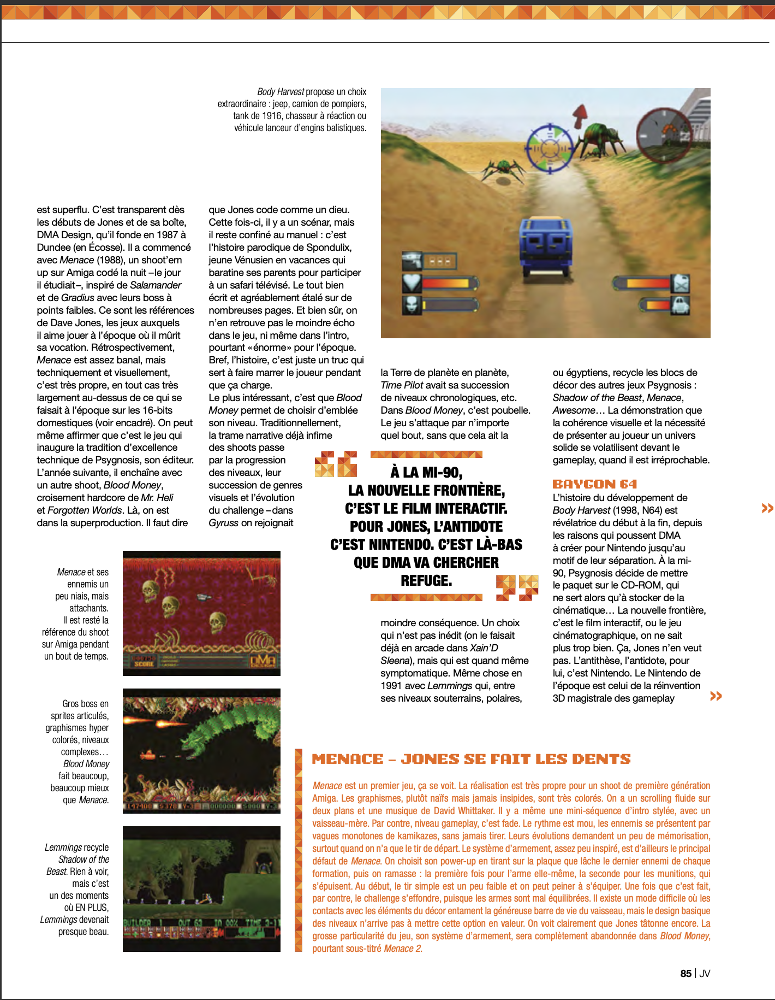 Body Harvest propose un choix
extraordinaire : jeep, camion de pompiers,
tank de 1916, chasseur à réaction ou
véhicule lanceur d’engins balistiques.
est superflu. C’est transparent dès
les débuts de Jones et de sa boîte,
DMA Design, qu’il fonde en 1987 à
Dundee (en Écosse). Il a commencé
avec Menace (1988), un shoot’em
up sur Amiga codé la nuit – le jour
il étudiait –, inspiré de Salamander
et de Gradius avec leurs boss à
points faibles. Ce sont les références
de Dave Jones, les jeux auxquels
il aime jouer à l’époque où il mûrit
sa vocation. Rétrospectivement,
Menace est assez banal, mais
techniquement et visuellement,
c’est très propre, en tout cas très
largement au-dessus de ce qui se
faisait à l’époque sur les 16-bits
domestiques (voir encadré). On peut
même affirmer que c’est le jeu qui
inaugure la tradition d’excellence
technique de Psygnosis, son éditeur.
L’année suivante, il enchaîne avec
un autre shoot, Blood Money,
croisement hardcore de Mr. Heli
et Forgotten Worlds. Là, on est
dans la superproduction. Il faut dire
que Jones code comme un dieu.
Cette fois-ci, il y a un scénar, mais
il reste confiné au manuel : c’est
l’histoire parodique de Spondulix,
jeune Vénusien en vacances qui
baratine ses parents pour participer
à un safari télévisé. Le tout bien
écrit et agréablement étalé sur de
nombreuses pages. Et bien sûr, on
n’en retrouve pas le moindre écho
dans le jeu, ni même dans l’intro,
pourtant « énorme » pour l’époque.
Bref, l’histoire, c’est juste un truc qui
sert à faire marrer le joueur pendant
que ça charge.
Le plus intéressant, c’est que Blood
Money permet de choisir d’emblée
son niveau. Traditionnellement,
la trame narrative déjà infime
des shoots passe
par la progression
des niveaux, leur
succession de genres
visuels et l’évolution
du challenge – dans
Gyruss on rejoignait
la Terre de planète en planète,
Time Pilot avait sa succession
de niveaux chronologiques, etc.
Dans Blood Money, c’est poubelle.
Le jeu s’attaque par n’importe
quel bout, sans que cela ait la
À LA MI-90,
LA NOUVELLE FRONTIÈRE,
C’EST LE FILM INTERACTIF.
POUR JONES, L’ANTIDOTE
C’EST NINTENDO. C’EST LÀ-BAS
QUE DMA VA CHERCHER
REFUGE.
moindre conséquence. Un choix
qui n’est pas inédit (on le faisait
déjà en arcade dans Xain’D
Sleena), mais qui est quand même
symptomatique. Même chose en
1991 avec Lemmings qui, entre
ses niveaux souterrains, polaires,
ou égyptiens, recycle les blocs de
décor des autres jeux Psygnosis :
Shadow of the Beast, Menace,
Awesome… La démonstration que
la cohérence visuelle et la nécessité
de présenter au joueur un univers
solide se volatilisent devant le
gameplay, quand il est irréprochable.
BAYGON 64
L’histoire du développement de
Body Harvest (1998, N64) est
révélatrice du début à la fin, depuis
les raisons qui poussent DMA
à créer pour Nintendo jusqu’au
motif de leur séparation. À la mi-
90, Psygnosis décide de mettre
le paquet sur le CD-ROM, qui
ne sert alors qu’à stocker de la
cinématique… La nouvelle frontière,
c’est le film interactif, ou le jeu
cinématographique, on ne sait
plus trop bien. Ça, Jones n’en veut
pas. L’antithèse, l’antidote, pour
lui, c’est Nintendo. Le Nintendo de
l’époque est celui de la réinvention
3D magistrale des gameplay
»
»
Menace et ses
ennemis un
peu niais, mais
attachants.
Il est resté la
référence du shoot
sur Amiga pendant
un bout de temps.
SCORE
DMA
DESIGN
Gros boss en
sprites articulés,
graphismes hyper
colorés, niveaux
complexes…
Blood Money
fait beaucoup,
beaucoup mieux
que Menace.
Lemmings recycle
Shadow of the
Beast. Rien à voir,
mais c’est
un des moments
où EN PLUS,
Lemmings devenait
presque beau.
BUILDER 1 OUT 63 IN 00% TIME 3-1
MENACE – JONES SE FAIT LES DENTS
Menace est un premier jeu, ça se voit. La réalisation est très propre pour un shoot de première génération
Amiga. Les graphismes, plutôt naïfs mais jamais insipides, sont très colorés. On a un scrolling fluide sur
deux plans et une musique de David Whittaker. Il y a même une mini-séquence d’intro stylée, avec un
vaisseau-mère. Par contre, niveau gameplay, c’est fade. Le rythme est mou, les ennemis se présentent par
vagues monotones de kamikazes, sans jamais tirer. Leurs évolutions demandent un peu de mémorisation,
surtout quand on n’a que le tir de départ. Le système d’armement, assez peu inspiré, est d’ailleurs le principal
défaut de Menace. On choisit son power-up en tirant sur la plaque que lâche le dernier ennemi de chaque
formation, puis on ramasse : la première fois pour l’arme elle-même, la seconde pour les munitions, qui
s’épuisent. Au début, le tir simple est un peu faible et on peut peiner à s’équiper. Une fois que c’est fait,
par contre, le challenge s’effondre, puisque les armes sont mal équilibrées. Il existe un mode difficile où les
contacts avec les éléments du décor entament la généreuse barre de vie du vaisseau, mais le design basique
des niveaux n’arrive pas à mettre cette option en valeur. On voit clairement que Jones tâtonne encore. La
grosse particularité du jeu, son système d’armement, sera complètement abandonnée dans Blood Money,
pourtant sous-titré Menace 2.
85 | JV